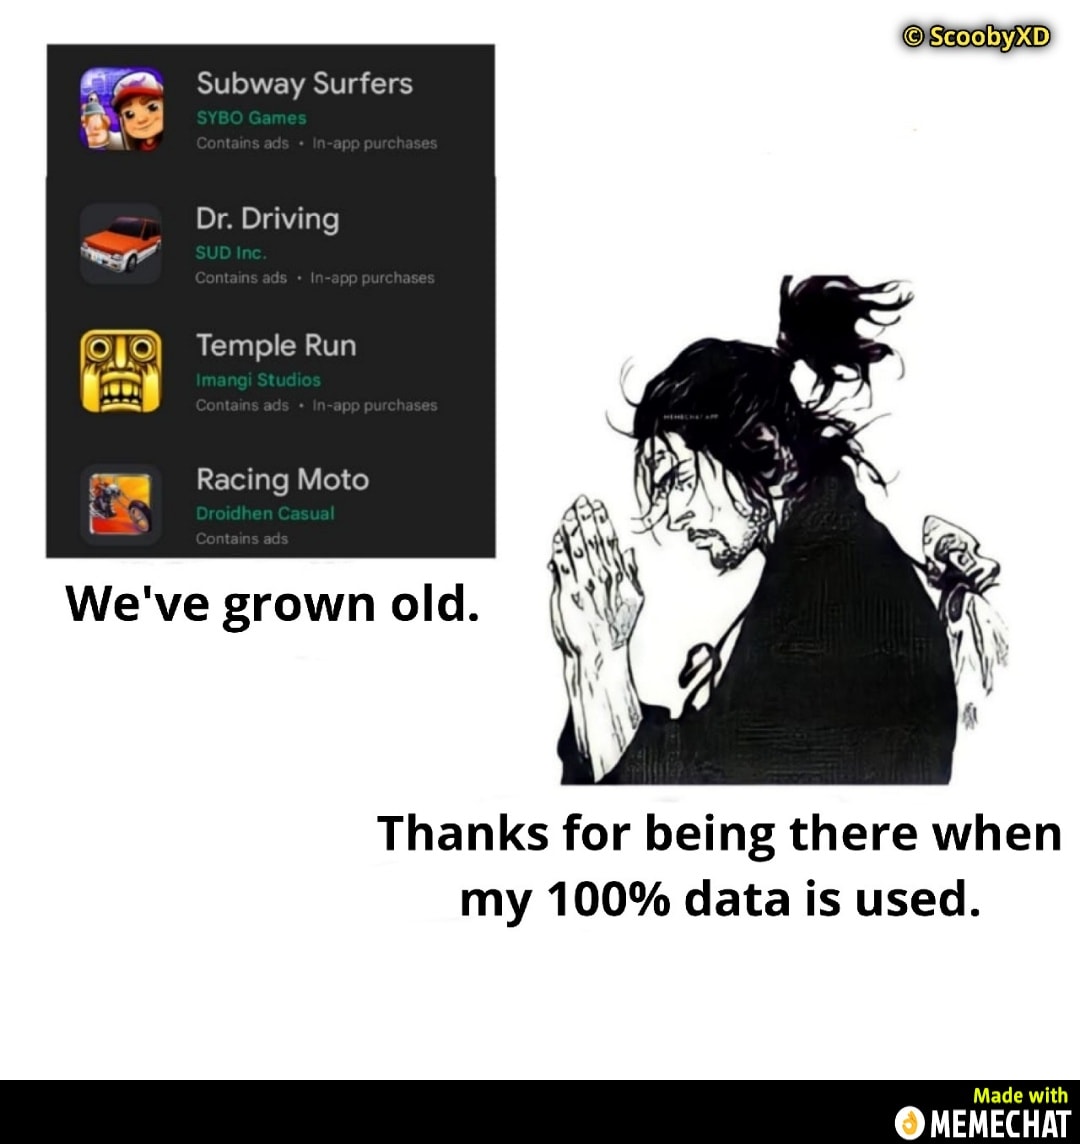 © ScoobyXD
Subway Surfers
SYBO Games
Contains ads • In-app purchases
Dr. Driving
SUD Inc.
Contains ads • In-app purchases
Temple Run
Imangi Studios
Contains ads • In-app purchases
Racing Moto
Droidhen Casual
Contains ads
We've grown old.
MEMECHAT APP
Thanks for being there when
my 100% data is used.
Made with
MEMECHAT